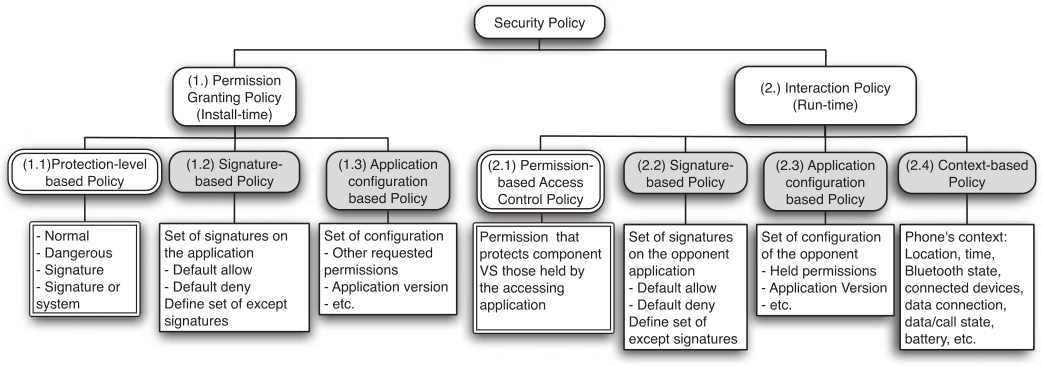 Security Policy
(1.) Permission
Granting Policy
(Install-time)
(2.) Interaction Policy
(Run-time)
(1.1)Protection-level
based Policy
(1.2) Signature-
based Policy
(1.3) Application
configuration
based Policy
(2.1) Permission-
based Access
Control Policy
(2.2) Signature-
based Policy
(2.3) Application
configuration
based Policy
(2.4) Context-based
Policy
- Normal
- Dangerous
- Signature
- Signature or
system
Set of signatures on
the application
- Default allow
- Default deny
Define set of except
signatures
Set of configuration
- Other requested
permissions
- Application version
- etc.
Permission that
protects component
VS those held by
the accessing
application
Set of signatures
on the opponent
application
- Default allow
- Default deny
Define set of
except signatures
Set of configuration
of the opponent
- Held permissions
- Application Version
- etc.
Phone's context:
Location, time,
Bluetooth state,
connected devices,
data connection,
data/call state,
battery, etc.